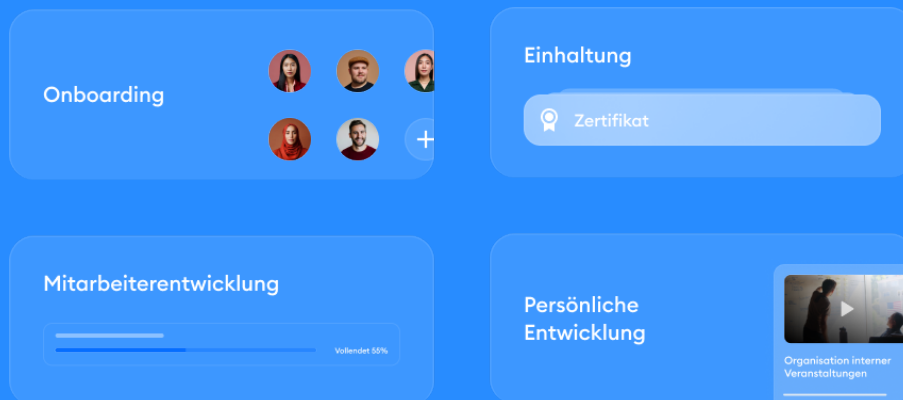 Onboarding
Einhaltung
Zertifikat
Mitarbeiterentwicklung
Vollendet 55%
Persönliche
Entwicklung
Organisation interner
Veranstaltungen